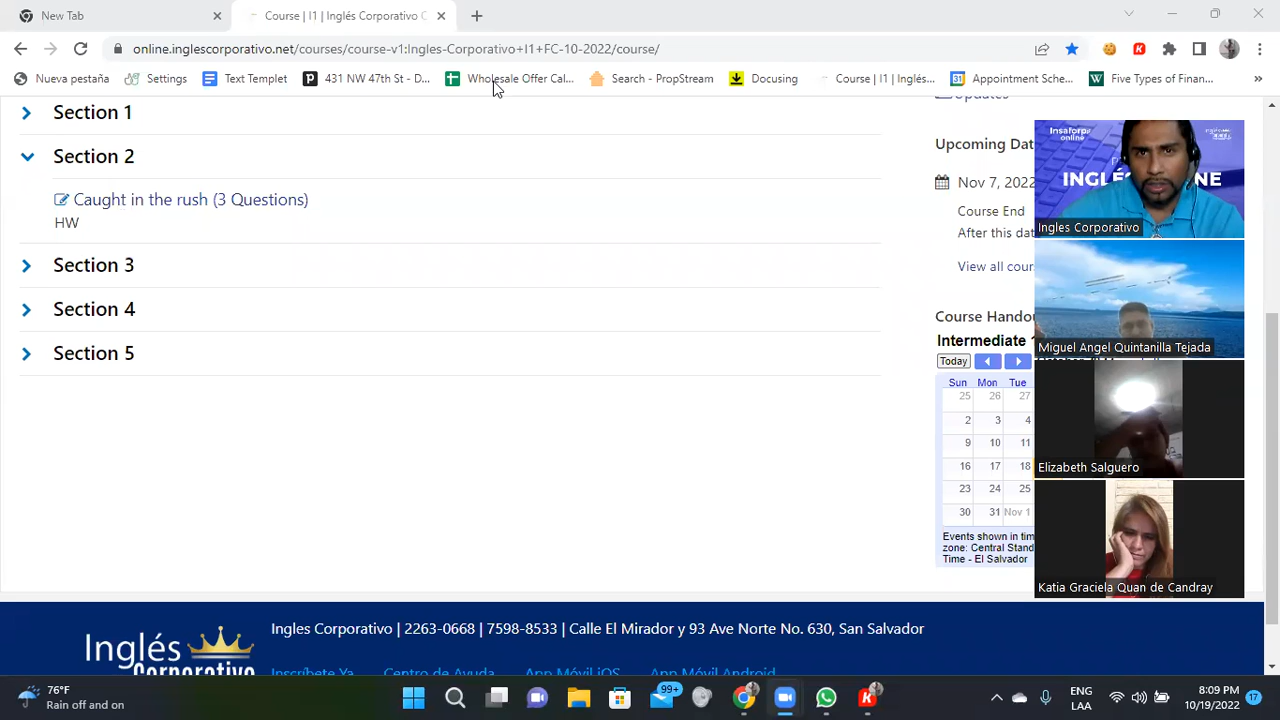 New Tab
Course | I1 | Inglés Corporativo C
online.inglescorporativo.net/courses/course-v1:Ingles-Corporativo+I1+FC-10-2022/course/
Nueva pestaña
Settings
Text Templet
431 NW 47th St - D...
Wholesale Offer Cal...
Search - PropStream
Docusing
Course | I1 | Inglés...
Appointment Sche...
Five Types of Finan...
Section 1
Section 2
Caught in the rush (3 Questions)
HW
Section 3
Section 4
Section 5
Updates
Upcoming Dat
Nov 7, 2022
Course End
After this dat
View all cour
Course Handou
Intermediate 1
Today
Sun Mon Tue
25 26 27
2 3 4
9 10 11
16 17 18
23 24 25
30 31 Nov 1
Events shown in tim
zone: Central Stand
Time - El Salvador
Insaforp
online
INGLÉS ONLINE
Ingles Corporativo
Miguel Angel Quintanilla Tejada
Elizabeth Salguero
Katia Graciela Quan de Candray
Inglés
Corporativo
Ingles Corporativo | 2263-0668 | 7598-8533 | Calle El Mirador y 93 Ave Norte No. 630, San Salvador
Inscríbete Ya
Centro de Ayuda
App Móvil iOS
App Móvil Android
76°F
Rain off and on
99+
ENG
LAA
8:09 PM
10/19/2022
17